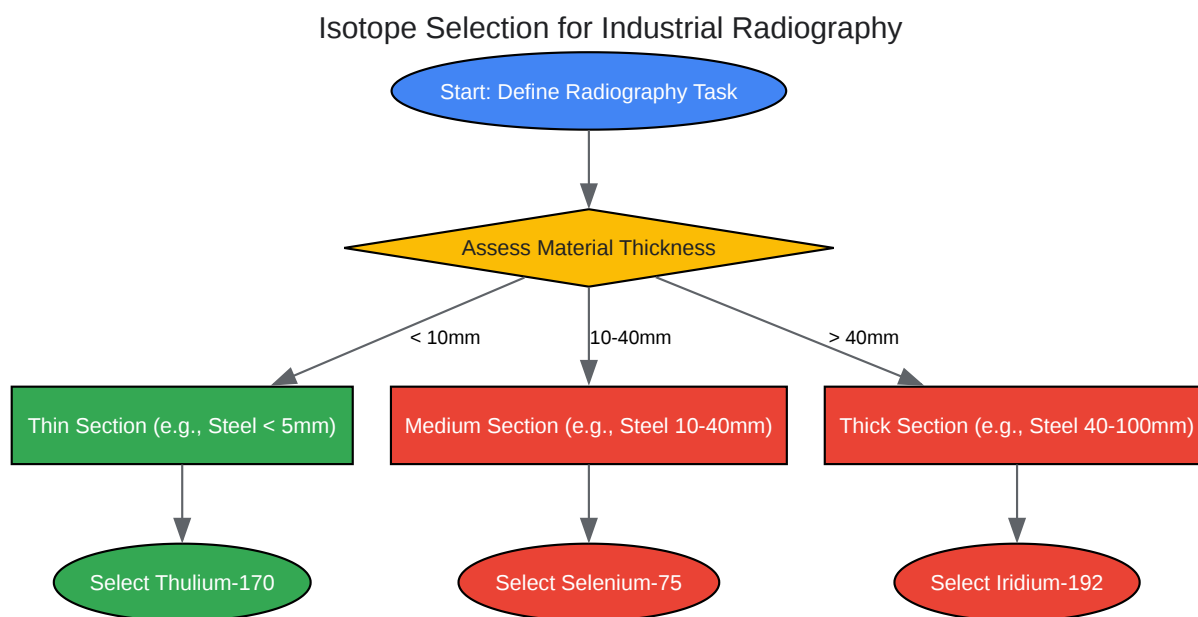 Isotope Selection for Industrial Radiography
Start: Define Radiography Task
Assess Material Thickness
< 10mm
10-40mm
> 40mm
Thin Section (e.g., Steel < 5mm)
Medium Section (e.g., Steel 10-40mm)
Thick Section (e.g., Steel 40-100mm)
Select Thulium-170
Select Selenium-75
Select Iridium-192